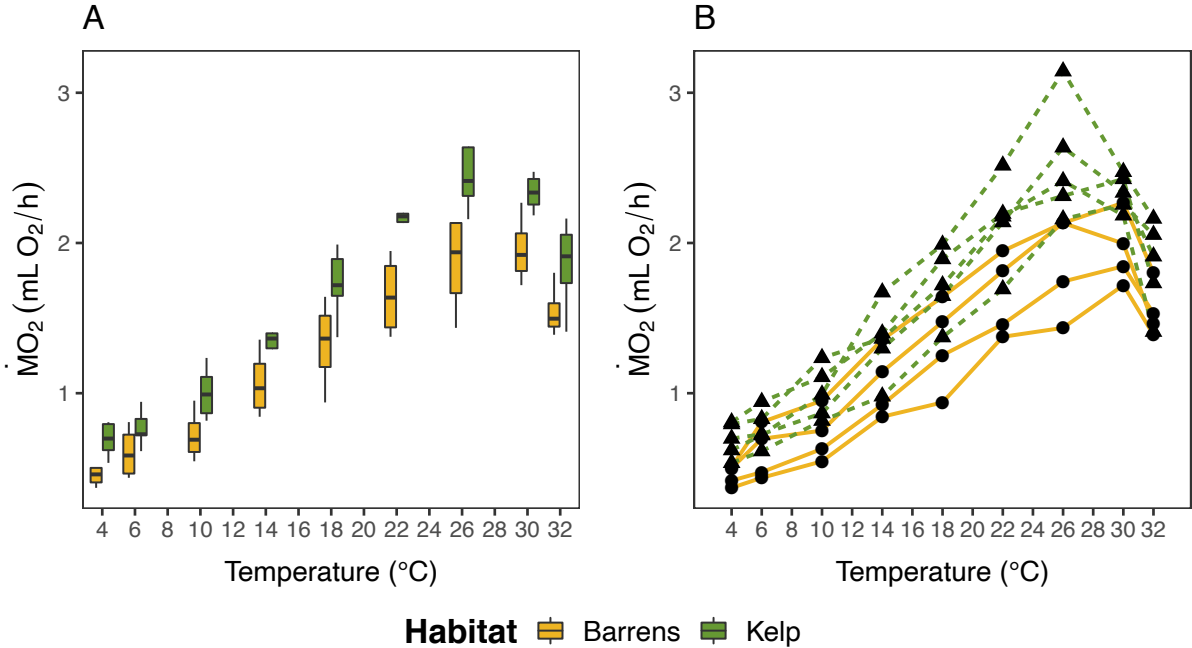 A
B
3
2
1
ṀO₂ (mL O₂/h)
4 6 8 10 12 14 16 18 20 22 24 26 28 30 32
Temperature (°C)
3
2
1
ṀO₂ (mL O₂/h)
4 6 8 10 12 14 16 18 20 22 24 26 28 30 32
Temperature (°C)
Habitat Barrens Kelp